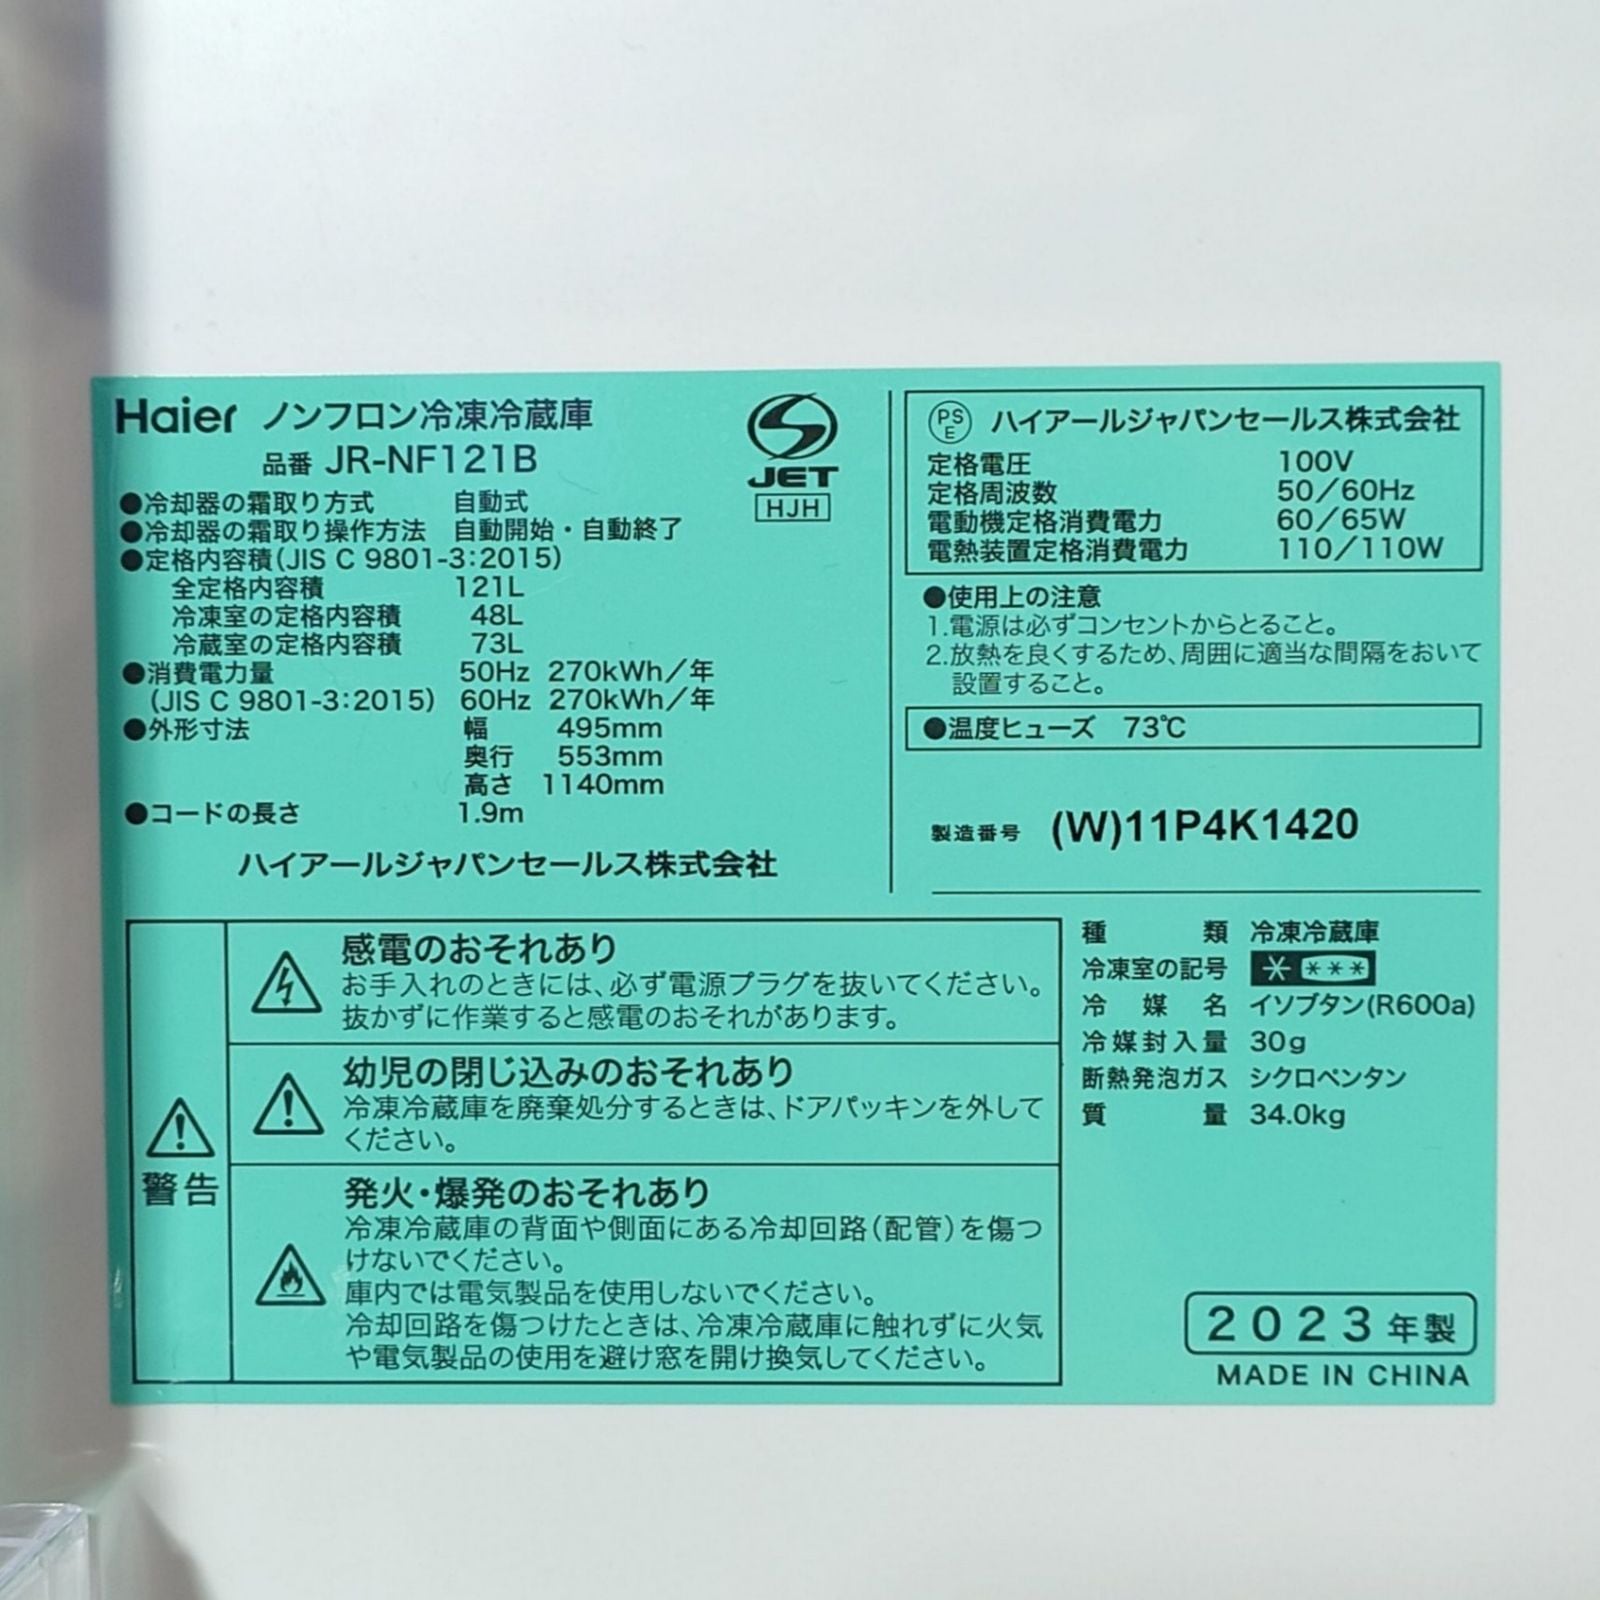 Haier ノンフロン冷凍冷蔵庫
品番 JR-NF121B
●冷却器の霜取り方式 自動式
●冷却器の霜取り操作方法 自動開始・自動終了
●定格内容積(JIS C 9801-3:2015)
全定格内容積 121L
冷凍室の定格内容積 48L
冷蔵室の定格内容積 73L
●消費電力量 50Hz 270kWh/年
(JIS C 9801-3:2015) 60Hz 270kWh/年
●外形寸法 幅 495mm
奥行 553mm
高さ 1140mm
●コードの長さ 1.9m
ハイアールジャパンセールス株式会社
S
JET
HJH
PS
E
ハイアールジャパンセールス株式会社
定格電圧 100V
定格周波数 50/60Hz
電動機定格消費電力 60/65W
電熱装置定格消費電力 110/110W
●使用上の注意
1.電源は必ずコンセントからとること。
2.放熱を良くするため、周囲に適当な間隔をおいて
設置すること。
●温度ヒューズ 73℃
製造番号 (W)11P4K1420
警告
感電のおそれあり
お手入れのときには、必ず電源プラグを抜いてください。
抜かずに作業すると感電のおそれがあります。
幼児の閉じ込みのおそれあり
冷凍冷蔵庫を廃棄処分するときは、ドアパッキンを外して
ください。
発火・爆発のおそれあり
冷凍冷蔵庫の背面や側面にある冷却回路(配管)を傷つ
けないでください。
庫内では電気製品を使用しないでください。
冷却回路を傷つけたときは、冷凍冷蔵庫に触れずに火気
や電気製品の使用を避け窓を開け換気してください。
種類 冷凍冷蔵庫
冷凍室の記号
冷媒名 イソブタン(R600a)
冷媒封入量 30g
断熱発泡ガス シクロペンタン
質量 34.0kg
2023年製
MADE IN CHINA